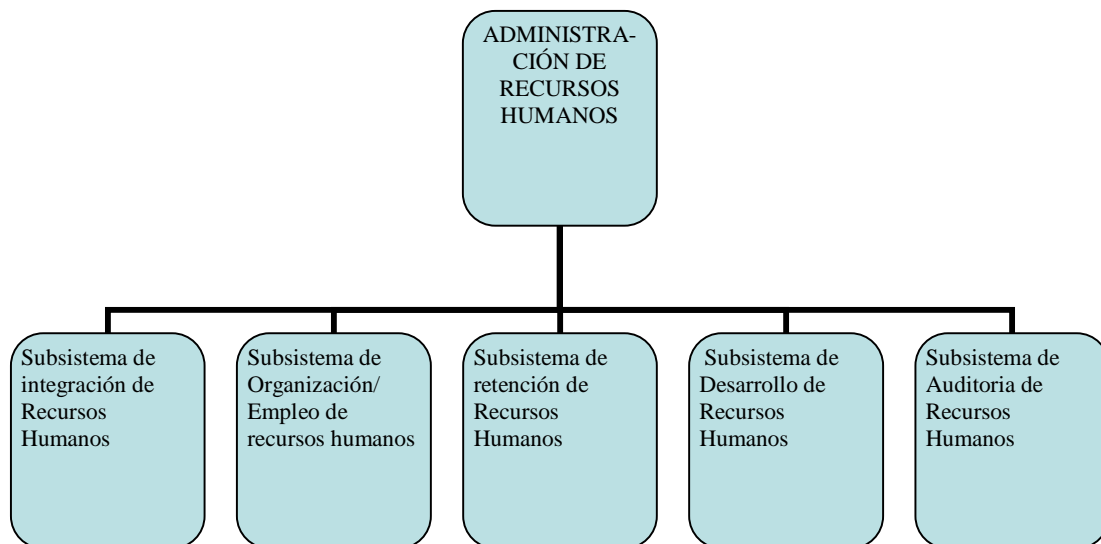 ADMINISTRA-
CIÓN DE
RECURSOS
HUMANOS
Subsistema de
integración de
Recursos
Humanos
Subsistema de
Organización/
Empleo de
recursos humanos
Subsistema de
retención de
Recursos
Humanos
Subsistema de
Desarrollo de
Recursos
Humanos
Subsistema de
Auditoria de
Recursos
Humanos